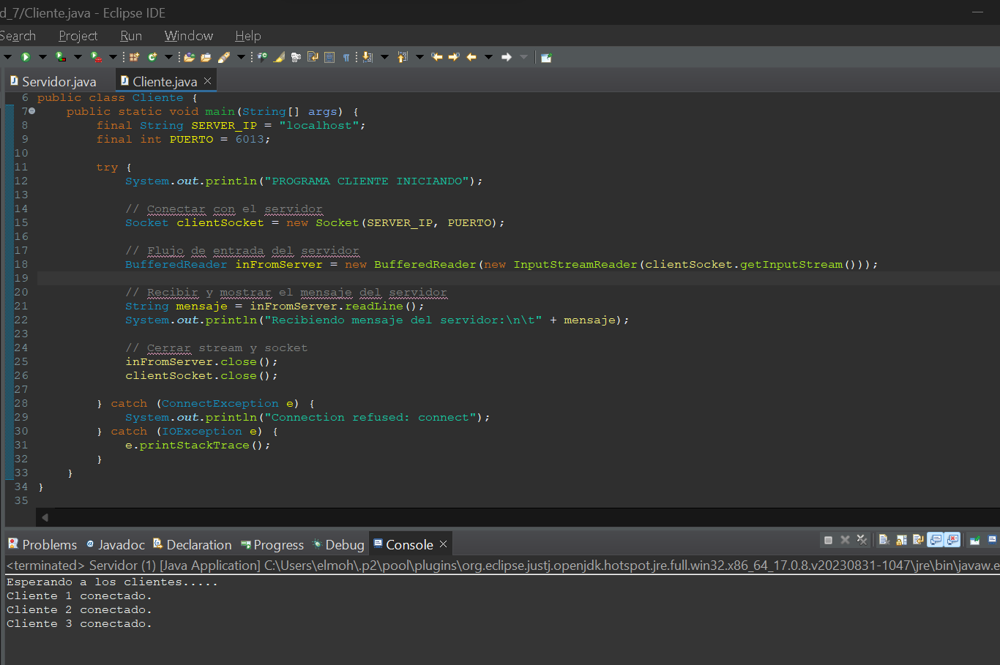 d_7/Cliente.java - Eclipse IDE
Search Project Run Window Help
Servidor.java Cliente.java
6 public class Cliente {
7 public static void main(String[] args) {
8 final String SERVER_IP = "localhost";
9 final int PUERTO = 6013;
10
11 try {
12 System.out.println("PROGRAMA CLIENTE INICIANDO");
13
14 // Conectar con el servidor
15 Socket clientSocket = new Socket(SERVER_IP, PUERTO);
16
17 // Flujo de entrada del servidor
18 BufferedReader inFromServer = new BufferedReader(new InputStreamReader(clientSocket.getInputStream()));
19
20 // Recibir y mostrar el mensaje del servidor
21 String mensaje = inFromServer.readLine();
22 System.out.println("Recibiendo mensaje del servidor:\n\t" + mensaje);
23
24 // Cerrar stream y socket
25 inFromServer.close();
26 clientSocket.close();
27
28 } catch (ConnectException e) {
29 System.out.println("Connection refused: connect");
30 } catch (IOException e) {
31 e.printStackTrace();
32 }
33 }
34 }
35
Problems Javadoc Declaration Progress Debug Console
<terminated> Servidor (1) [Java Application] C:\Users\elmoh\.p2\pool\plugins\org.eclipse.justj.openjdk.hotspot.jre.full.win32.x86_64_17.0.8.v20230831-1047\jre\bin\javaw.e
Esperando a los clientes.....
Cliente 1 conectado.
Cliente 2 conectado.
Cliente 3 conectado.